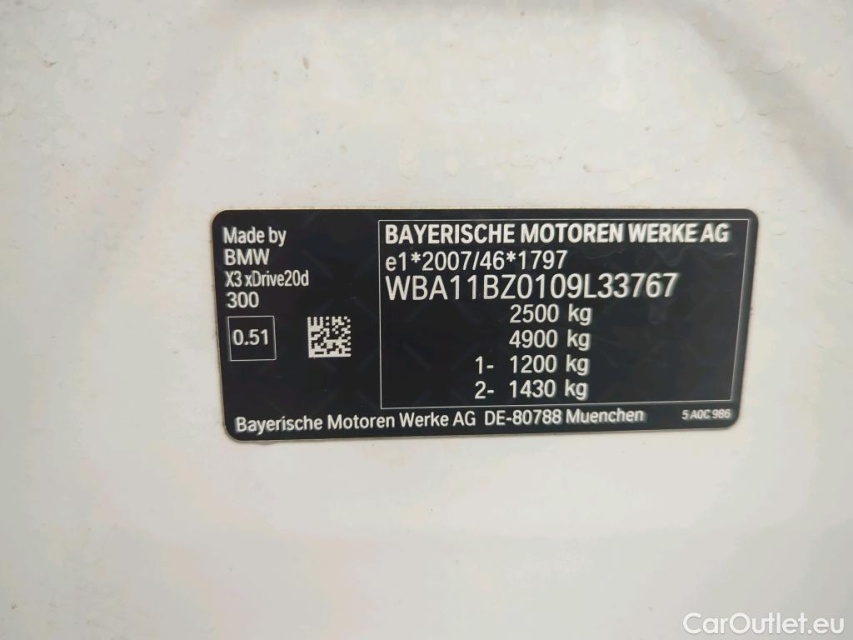 Made by
BMW
X3 xDrive20d
300
0.51
BAYERISCHE MOTOREN WERKE AG
e1*2007/46*1797
WBA11BZ0109L33767
2500 kg
4900 kg
1- 1200 kg
2- 1430 kg
Bayerische Motoren Werke AG DE-80788 Muenchen
5 A0C 986
CarOutlet.eu